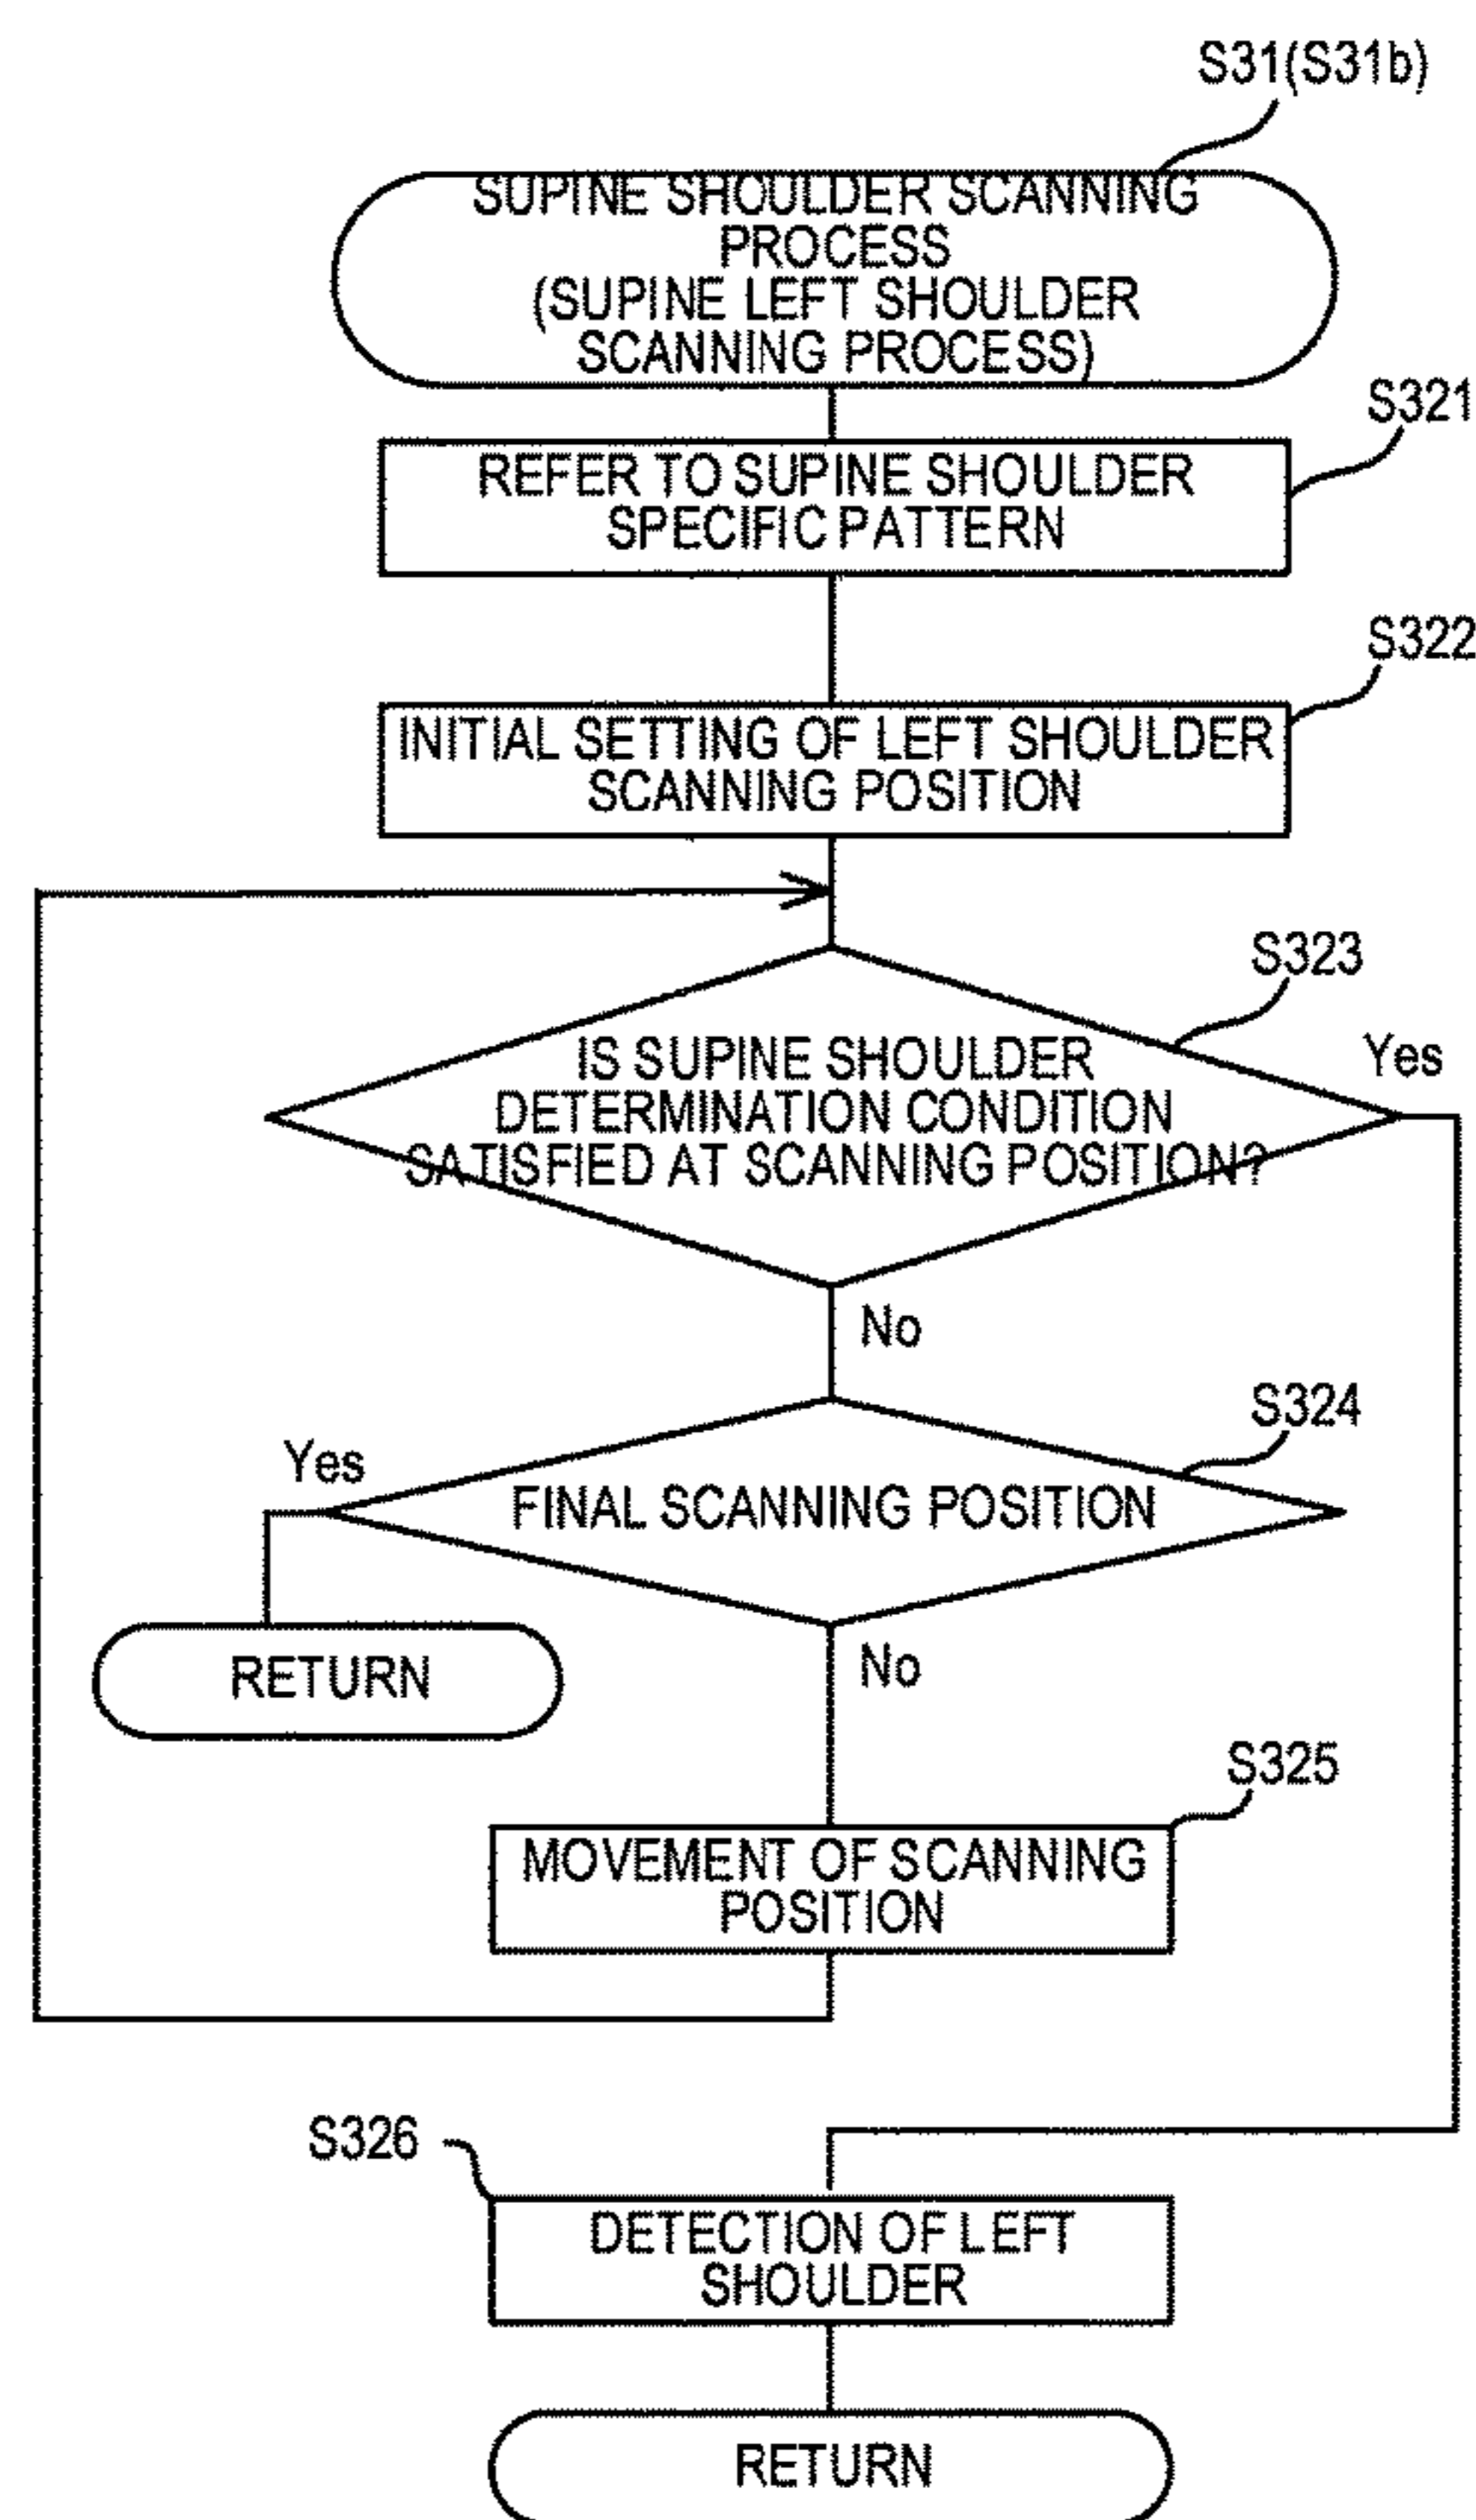 S31(S31b)
SUPINE SHOULDER SCANNING
PROCESS
(SUPINE LEFT SHOULDER
SCANNING PROCESS)
S321
REFER TO SUPINE SHOULDER
SPECIFIC PATTERN
S322
INITIAL SETTING OF LEFT SHOULDER
SCANNING POSITION
S323
IS SUPINE SHOULDER
DETERMINATION CONDITION
SATISFIED AT SCANNING POSITION?
Yes
No
S324
Yes
FINAL SCANNING POSITION
No
RETURN
S325
MOVEMENT OF SCANNING
POSITION
S326
DETECTION OF LEFT
SHOULDER
RETURN